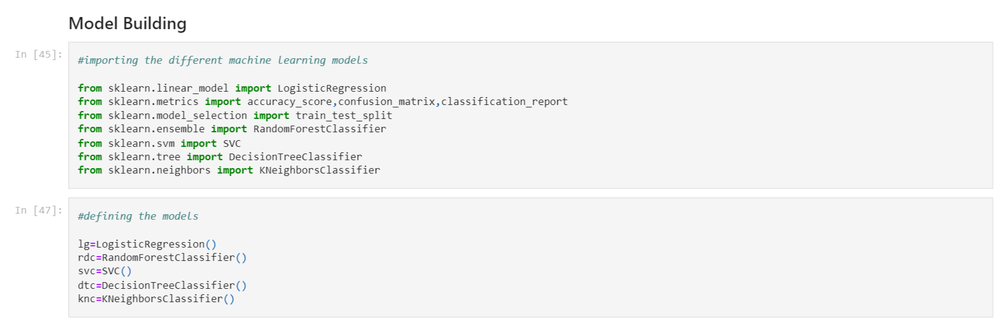 Model Building
In [45]:
#importing the different machine learning models
from sklearn.linear_model import LogisticRegression
from sklearn.metrics import accuracy_score,confusion_matrix,classification_report
from sklearn.model_selection import train_test_split
from sklearn.ensemble import RandomForestClassifier
from sklearn.svm import SVC
from sklearn.tree import DecisionTreeClassifier
from sklearn.neighbors import KNeighborsClassifier
In [47]:
#defining the models
lg=LogisticRegression()
rdc=RandomForestClassifier()
svc=SVC()
dtc=DecisionTreeClassifier()
knc=KNeighborsClassifier()